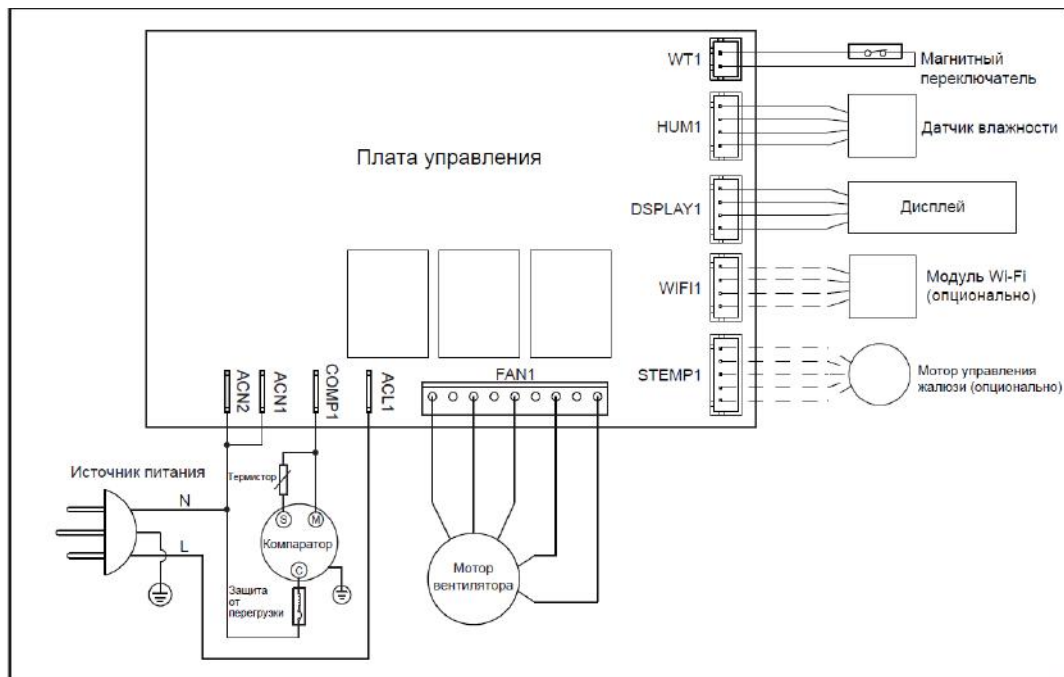 WT1
Магнитный
переключатель
HUM1
Датчик влажности
Плата управления
DSPLAY1
Дисплей
WIFI1
Модуль Wi-Fi
(опционально)
STEMP1
Мотор управления
жалюзи (опционально)
ACN2
ACN1
COMP1
ACL1
FAN1
Источник питания
N
L
Термистор
S
M
Компаратор
C
Защита
от
перегрузки
Мотор
вентилятора